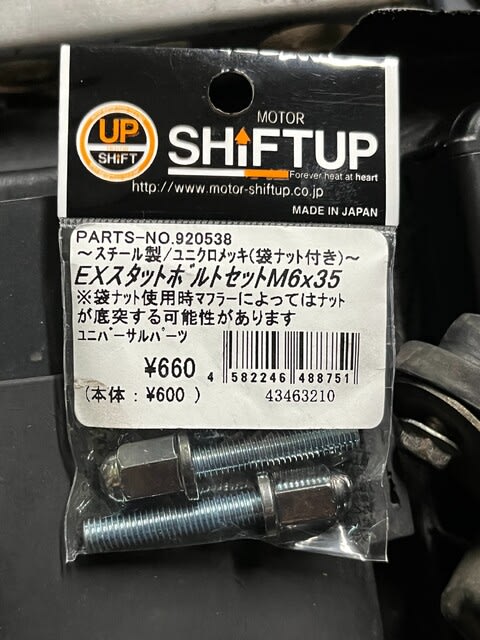 MOTOR
UP
SHiFT
SHiFTUP
Forever heat at heart
http://www.motor-shiftup.co.jp
MADE IN JAPAN
PARTS-NO.920538
～スチール製/ユニクロメッキ(袋ナット付き)～
EXスタットボルトセットM6x35
※袋ナット使用時マフラーによってはナット
が底突する可能性があります
ユニバーサルパーツ
¥660
(本体：¥600 )
4 582246 488751
43463210